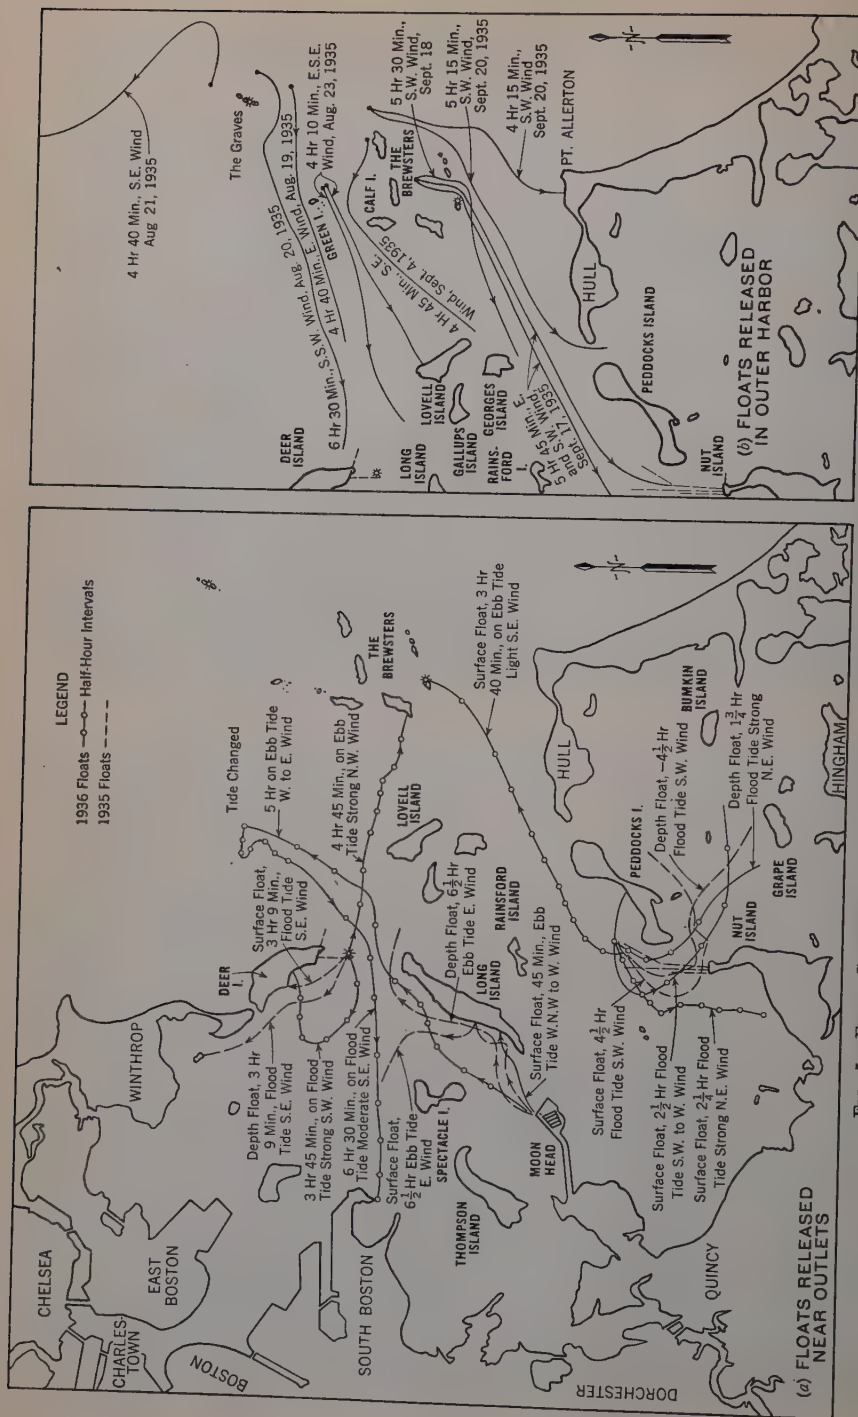 LEGEND
1936 Floats —o—o— Half-Hour Intervals
1935 Floats – – – –
CHELSEA
CHARLES-
TOWN
EAST
BOSTON
BOSTON
SOUTH BOSTON
DORCHESTER
QUINCY
WINTHROP
DEER
I.
Tide Changed
Surface Float,
3 Hr 9 Min.,
Flood Tide
S.E. Wind
5 Hr on Ebb Tide
W. to E. Wind
4 Hr 45 Min., on Ebb
Tide Strong N.W. Wind
THE
BREWSTERS
LOVELL
ISLAND
Depth Float, 3 Hr
9 Min., Flood
Tide S.E. Wind
3 Hr 45 Min., on Flood
Tide Strong S.W. Wind
6 Hr 30 Min., on Flood
Tide Moderate S.E. Wind
Surface Float,
6½ Hr Ebb Tide
E. Wind
SPECTACLE I.
THOMPSON
ISLAND
MOON
HEAD
Depth Float, 6½ Hr
Ebb Tide E. Wind
LONG
ISLAND
RAINSFORD
ISLAND
Surface Float, 45 Min., Ebb
Tide W.N.W to W. Wind
Surface Float, 3 Hr
40 Min., on Ebb Tide
Light S.E. Wind
-N-
HULL
PEDDOCKS I.
Depth Float, –4½ Hr
Flood Tide S.W. Wind
BUMKIN
ISLAND
Depth Float, 1¾ Hr
Flood Tide Strong
N.E. Wind
Surface Float, 4½ Hr
Flood Tide S.W. Wind
Surface Float, 2½ Hr Flood
Tide S.W. to W. Wind
Surface Float, 2¼ Hr Flood
Tide Strong N.E. Wind
NUT
ISLAND
GRAPE
ISLAND
HINGHAM
(a) FLOATS RELEASED
NEAR OUTLETS
4 Hr 40 Min., S.E. Wind
Aug 21, 1935
The Graves
6 Hr 30 Min., S.S.W. Wind, Aug. 20, 1935
4 Hr 40 Min., E. Wind, Aug. 19, 1935
GREEN I.
4 Hr 10 Min., E.S.E.
Wind, Aug. 23, 1935
DEER
ISLAND
CALF I.
THE
BREWSTERS
4 Hr 45 Min., S.E.
Wind, Sept. 4, 1935
5 Hr 30 Min.,
S.W. Wind,
Sept. 18
5 Hr 15 Min.,
S.W. Wind,
Sept. 20, 1935
4 Hr 15 Min.,
S.W. Wind
Sept. 20, 1935
LONG
ISLAND
LOVELL
ISLAND
GALLUPS
ISLAND
GEORGES
ISLAND
RAINS-
FORD
I.
5 Hr 45 Min., E.
and S.W. Wind,
Sept. 17, 1935
PT. ALLERTON
-N-
HULL
PEDDOCKS ISLAND
NUT
ISLAND
(b) FLOATS RELEASED
IN OUTER HARBOR